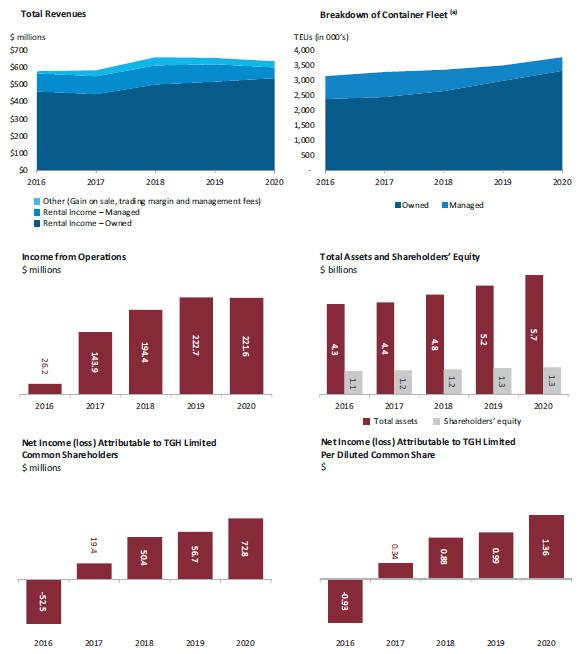 Total Revenues
$ millions
$700
$600
$500
$400
$300
$200
$100
$0
2016 2017 2018 2019 2020
Other (Gain on sale, trading margin and management fees)
Rental Income – Managed
Rental Income – Owned
Breakdown of Container Fleet (a)
TEUs (in 000's)
4,000
3,500
3,000
2,500
2,000
1,500
1,000
500
-
2016 2017 2018 2019 2020
Owned Managed
Income from Operations
$ millions
26.2 143.9 194.4 222.7 221.6
2016 2017 2018 2019 2020
Total Assets and Shareholders' Equity
$ billions
4.3 1.1 4.4 1.2 4.8 1.2 5.2 1.3 5.7 1.3
2016 2017 2018 2019 2020
Total assets Shareholders' equity
Net Income (loss) Attributable to TGH Limited
Common Shareholders
$ millions
-52.5 19.4 50.4 56.7 72.8
2016 2017 2018 2019 2020
Net Income (loss) Attributable to TGH Limited
Per Diluted Common Share
$
-0.93 0.34 0.88 0.99 1.36
2016 2017 2018 2019 2020